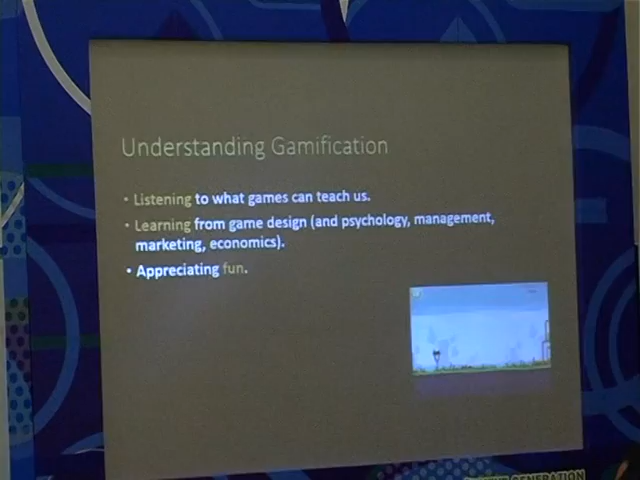 Understanding Gamification
• Listening to what games can teach us.
• Learning from game design (and psychology, management,
marketing, economics).
• Appreciating fun.
GENERATION